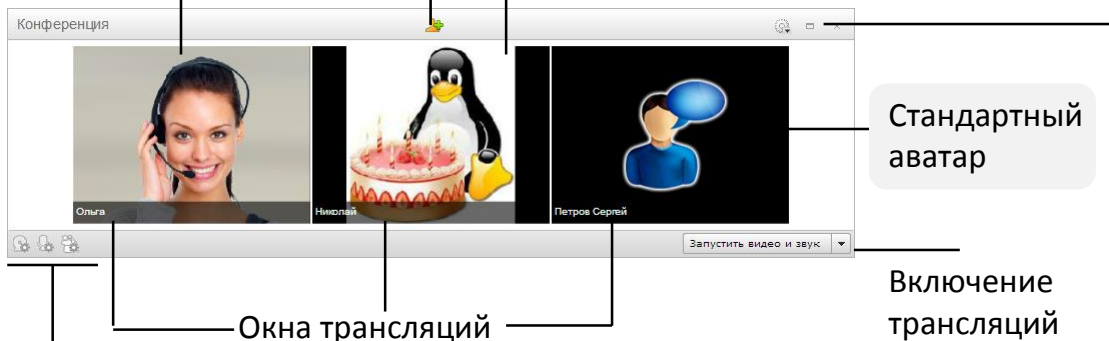 Конференция
Стандартный
аватар
Ольга
Николай
Петров Сергей
Запустить видео и звук
Включение
трансляций
Окна трансляций